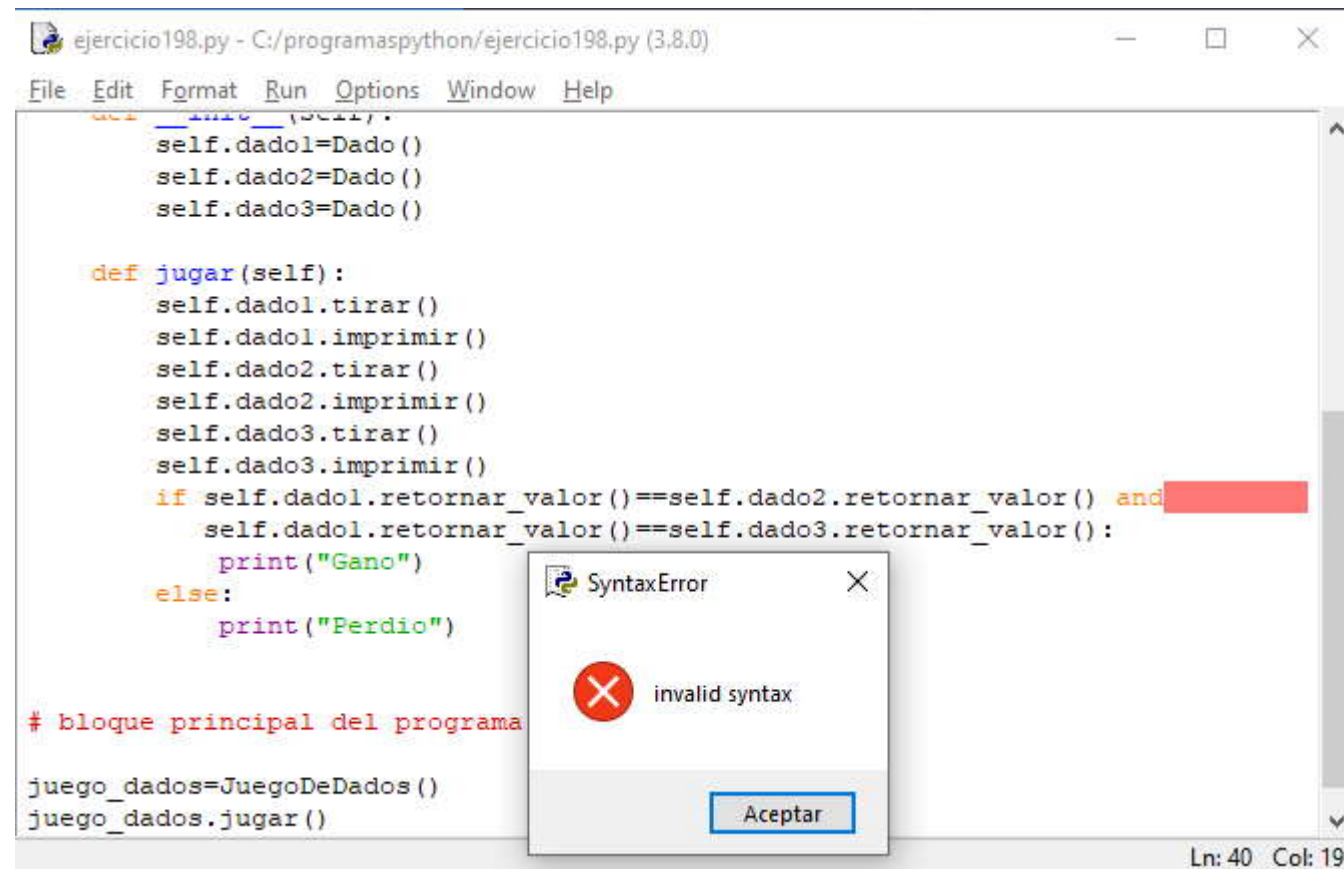 ejercicio198.py - C:/programaspython/ejercicio198.py (3.8.0)
File Edit Format Run Options Window Help
def __init__(self):
self.dado1=Dado()
self.dado2=Dado()
self.dado3=Dado()
def jugar(self):
self.dado1.tirar()
self.dado1.imprimir()
self.dado2.tirar()
self.dado2.imprimir()
self.dado3.tirar()
self.dado3.imprimir()
if self.dado1.retornar_valor()==self.dado2.retornar_valor() and
self.dado1.retornar_valor()==self.dado3.retornar_valor():
print("Gano")
else:
print("Perdio")
# bloque principal del programa
juego_dados=JuegoDeDados()
juego_dados.jugar()
SyntaxError
invalid syntax
Aceptar
Ln: 40 Col: 19